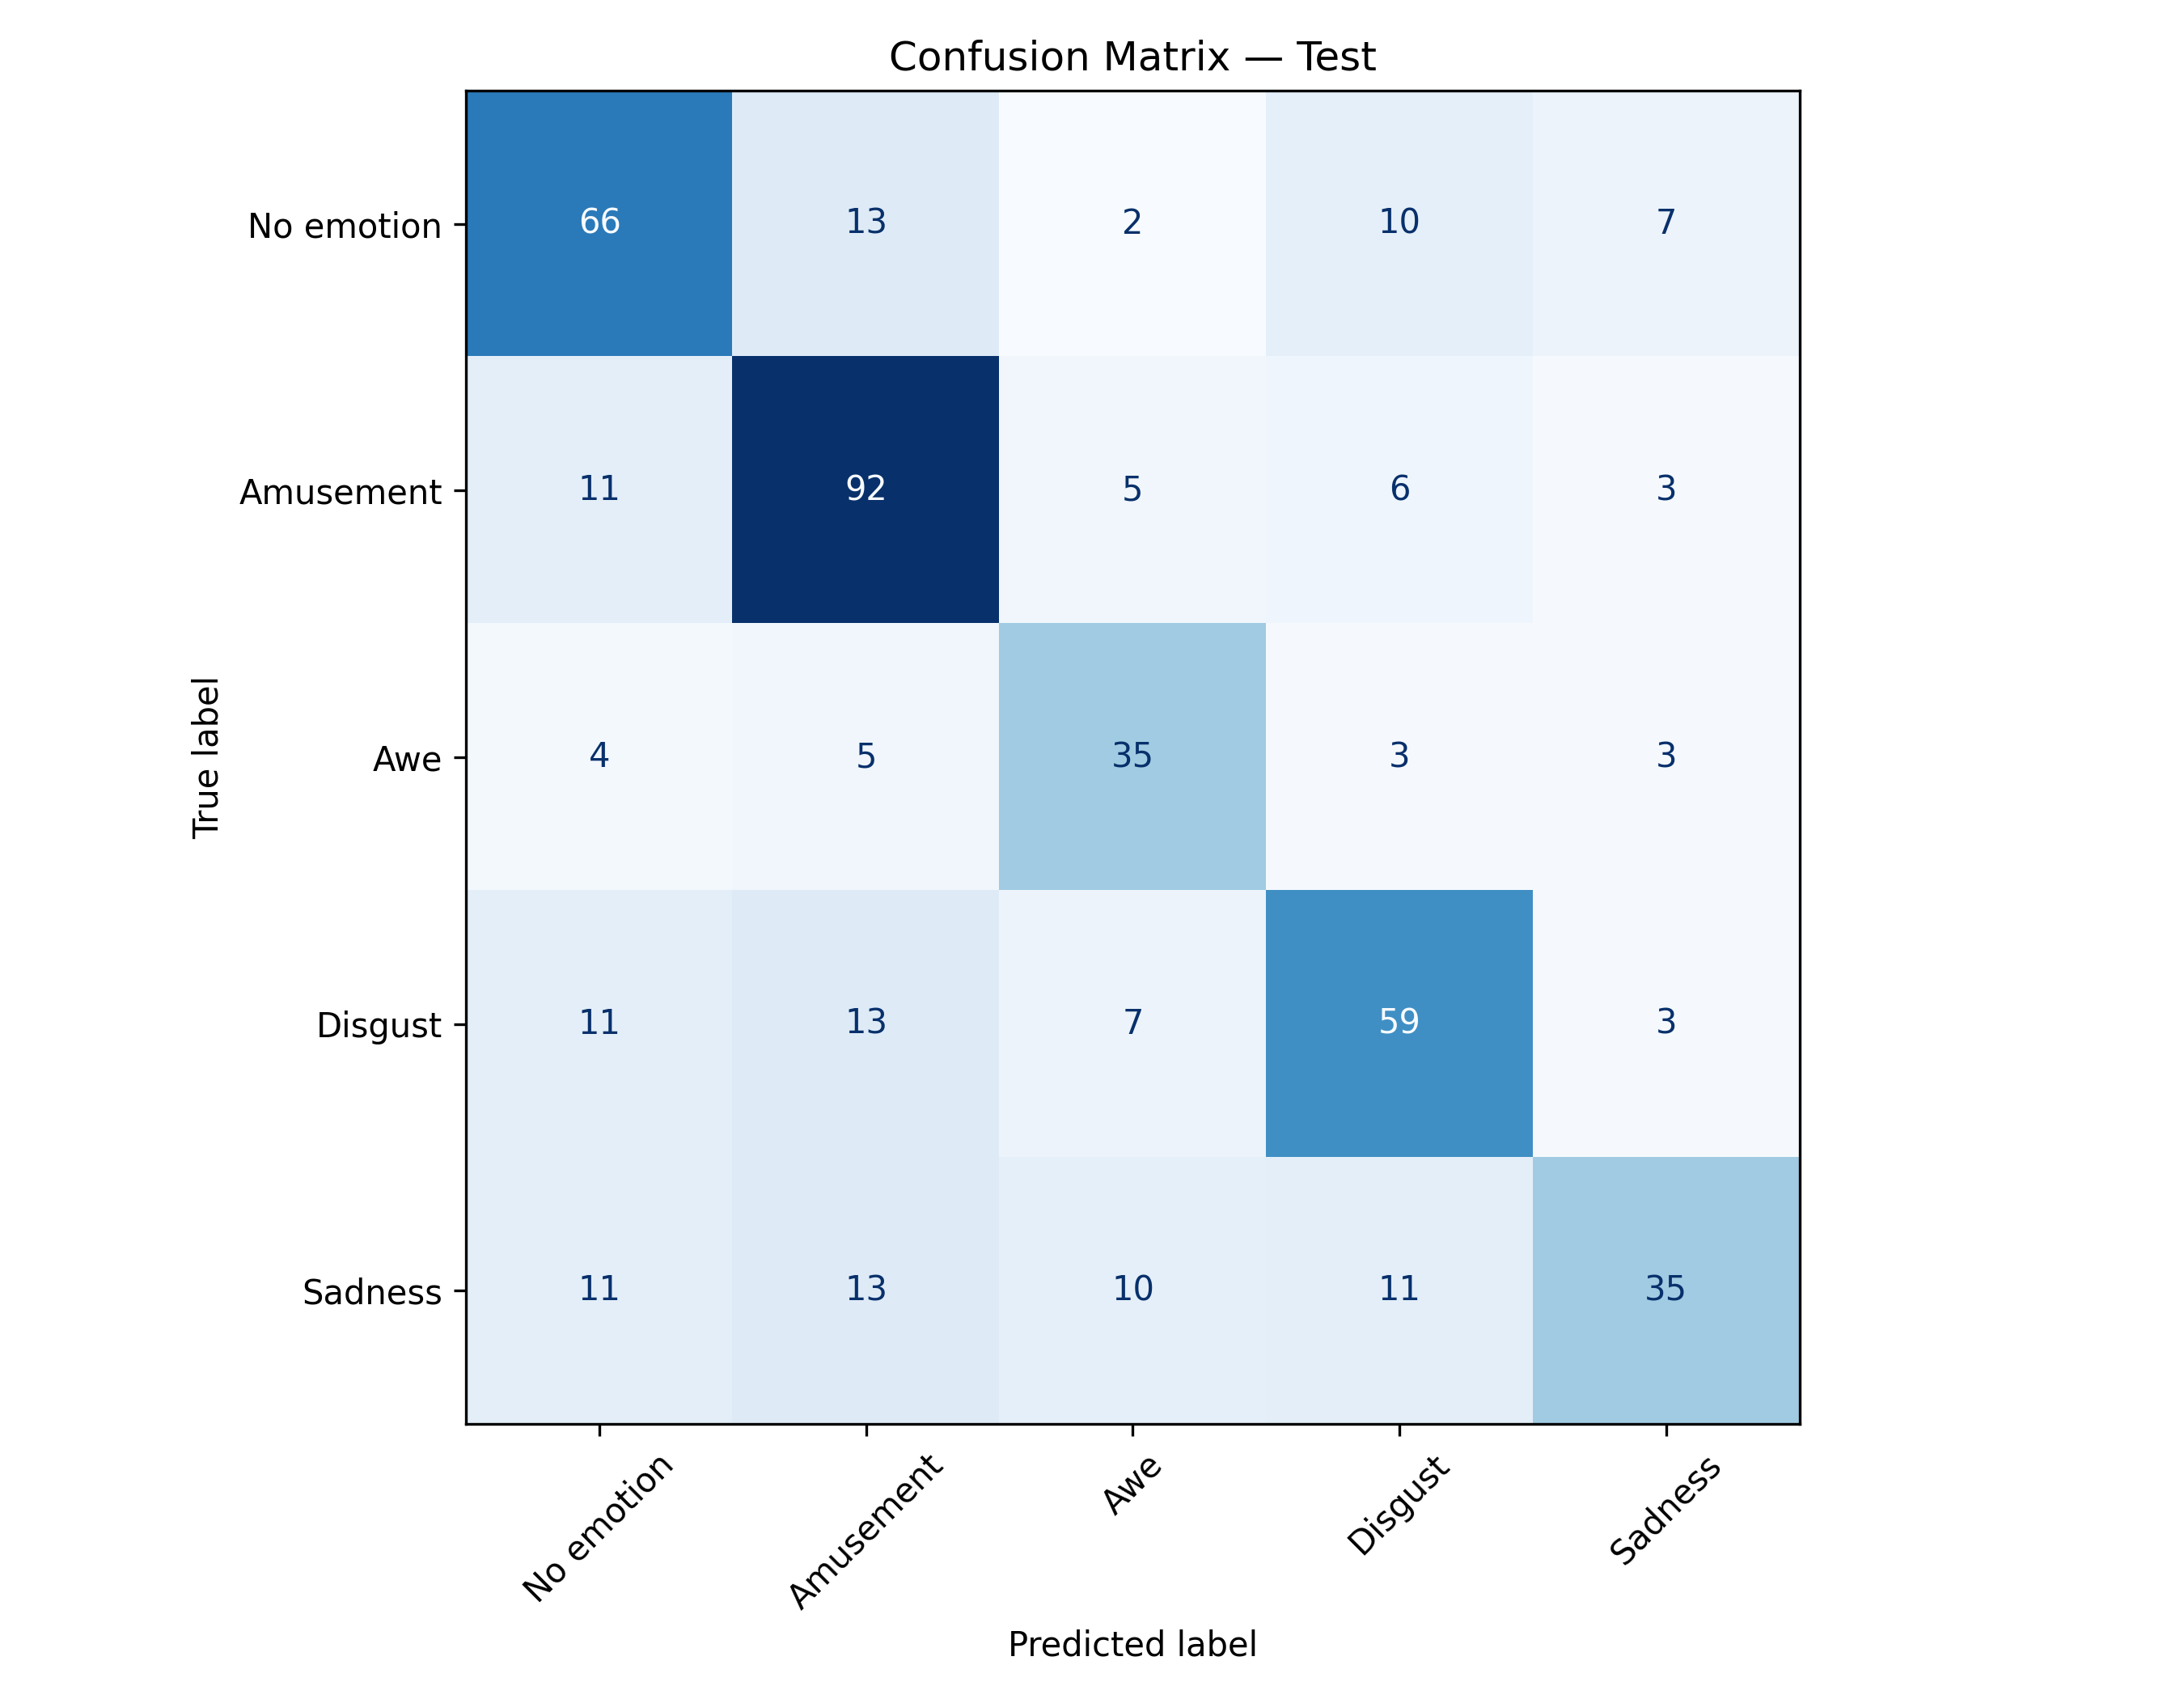 Confusion Matrix — Test
No emotion 66 13 2 10 7
Amusement 11 92 5 6 3
True label
Awe 4 5 35 3 3
Disgust 11 13 7 59 3
Sadness 11 13 10 11 35
No emotion Amusement Awe Disgust Sadness
Predicted label